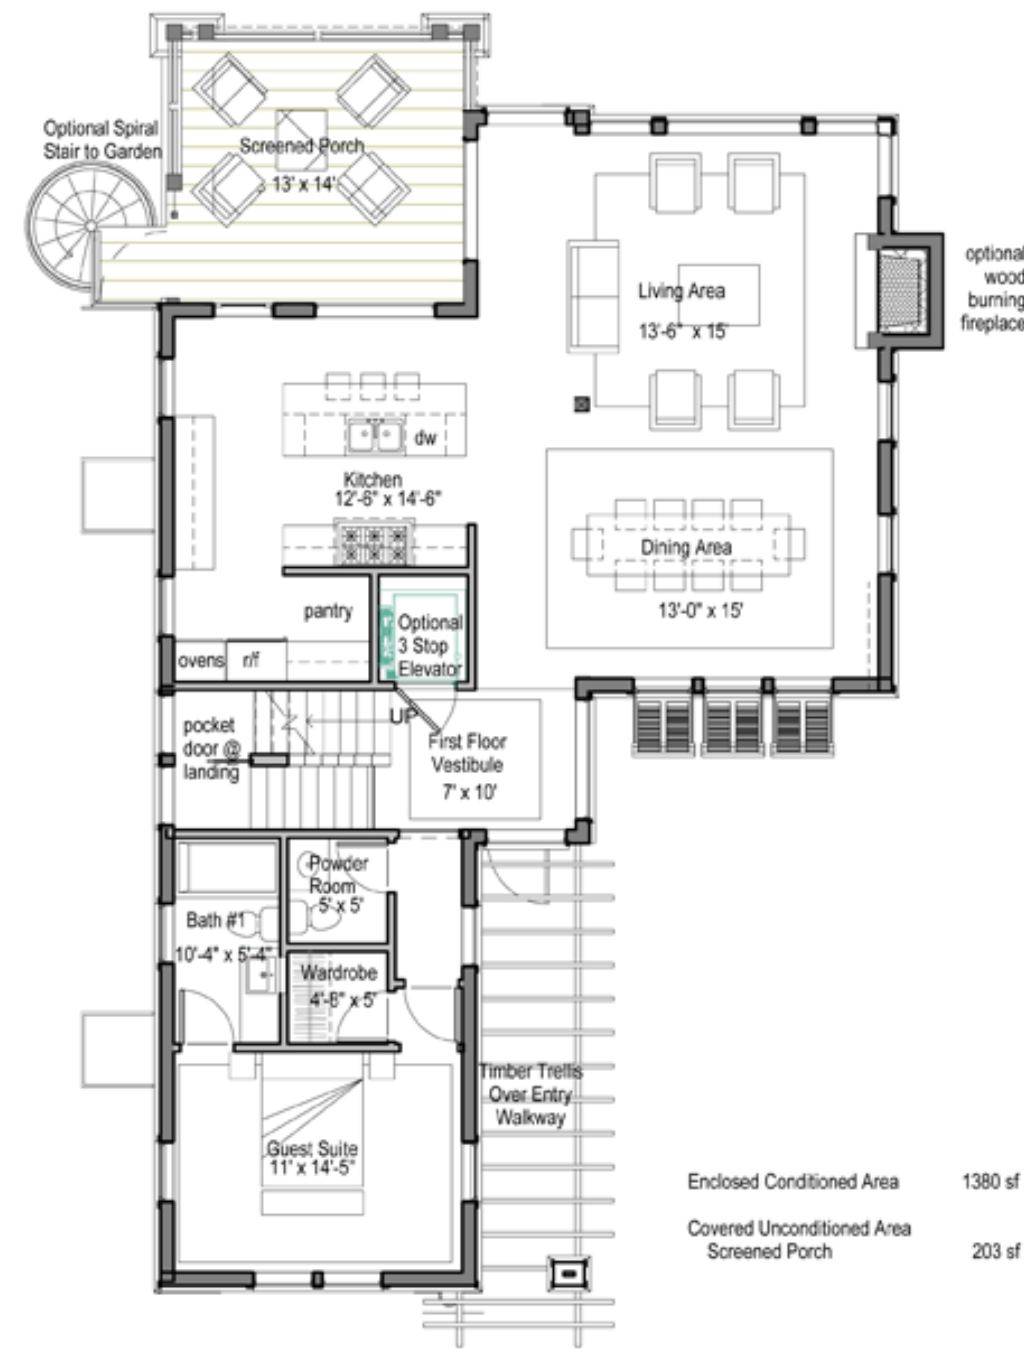 Optional Spiral
Stair to Garden
Screened Porch
13' x 14'
Living Area
13'-6" x 15'
optional
wood
burning
fireplace
dw
Kitchen
12'-6" x 14'-6"
Dining Area
13'-0" x 15'
pantry
Optional
3 Stop
Elevator
ovens r/f
UP
pocket
door @
landing
First Floor
Vestibule
7' x 10'
Powder
Room
5' x 5'
Bath #1
10'-4" x 5'-4"
Wardrobe
4'-8" x 5'
Timber Trellis
Over Entry
Walkway
Guest Suite
11' x 14'-5"
Enclosed Conditioned Area 1380 sf
Covered Unconditioned Area
Screened Porch 203 sf